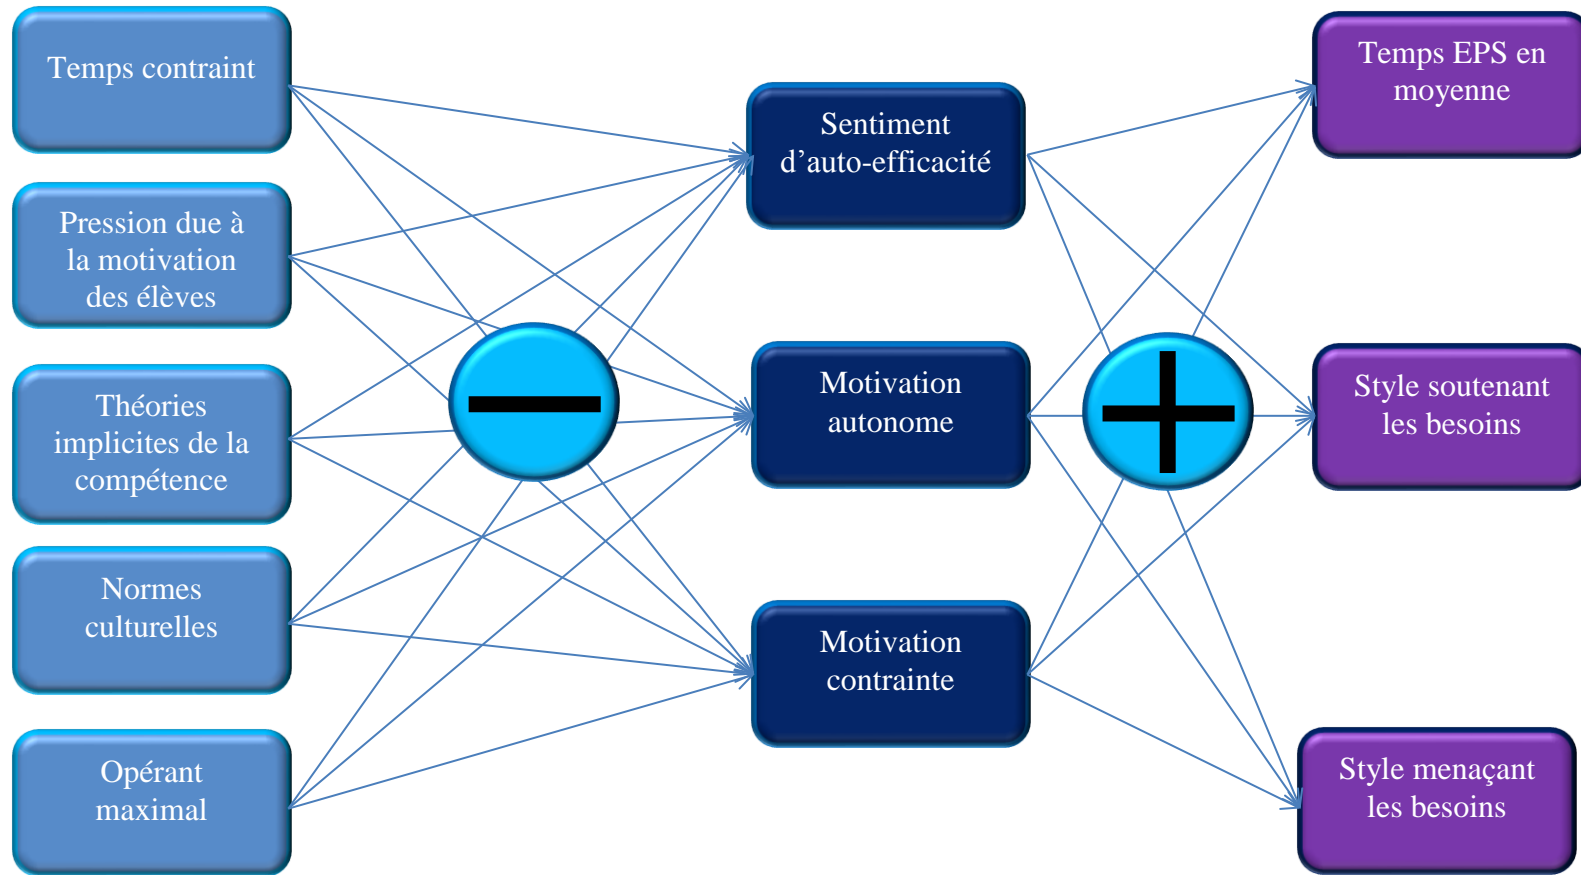 Temps contraint
Pression due à
la motivation
des élèves
Théories
implicites de la
compétence
Normes
culturelles
Opérant
maximal
Sentiment
d’auto-efficacité
Motivation
autonome
Motivation
contrainte
Temps EPS en
moyenne
Style soutenant
les besoins
Style menaçant
les besoins